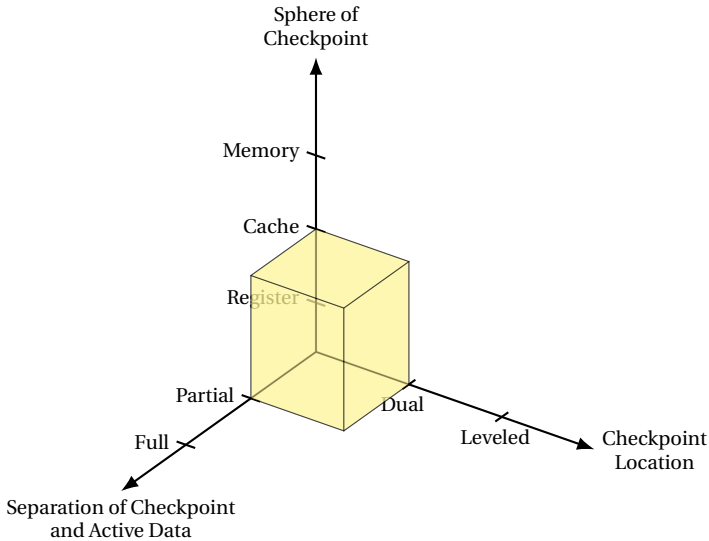 Sphere of
Checkpoint
Memory
Cache
Register
Partial
Dual
Full
Leveled
Checkpoint
Location
Separation of Checkpoint
and Active Data